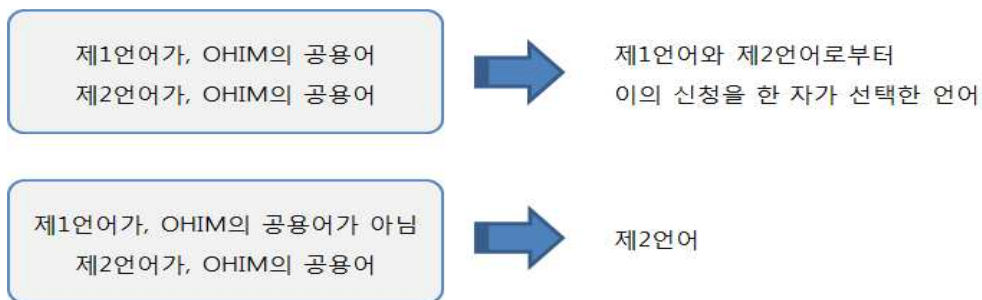 제1언어가, OHIM의 공용어
제2언어가, OHIM의 공용어
제1언어와 제2언어로부터
이의 신청을 한 자가 선택한 언어
제1언어가, OHIM의 공용어가 아님
제2언어가, OHIM의 공용어
제2언어